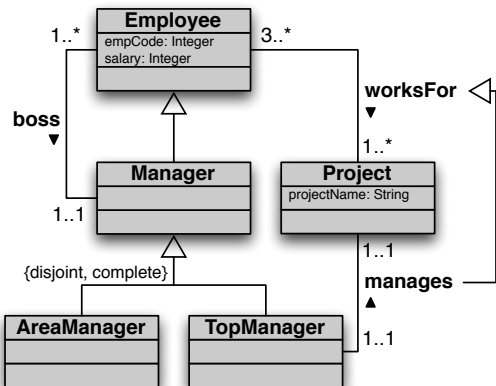 Employee
empCode: Integer
salary: Integer
1..*
3..*
boss
worksFor
1..*
1..1
Manager
Project
projectName: String
1..1
{disjoint, complete}
manages
AreaManager
TopManager
1..1